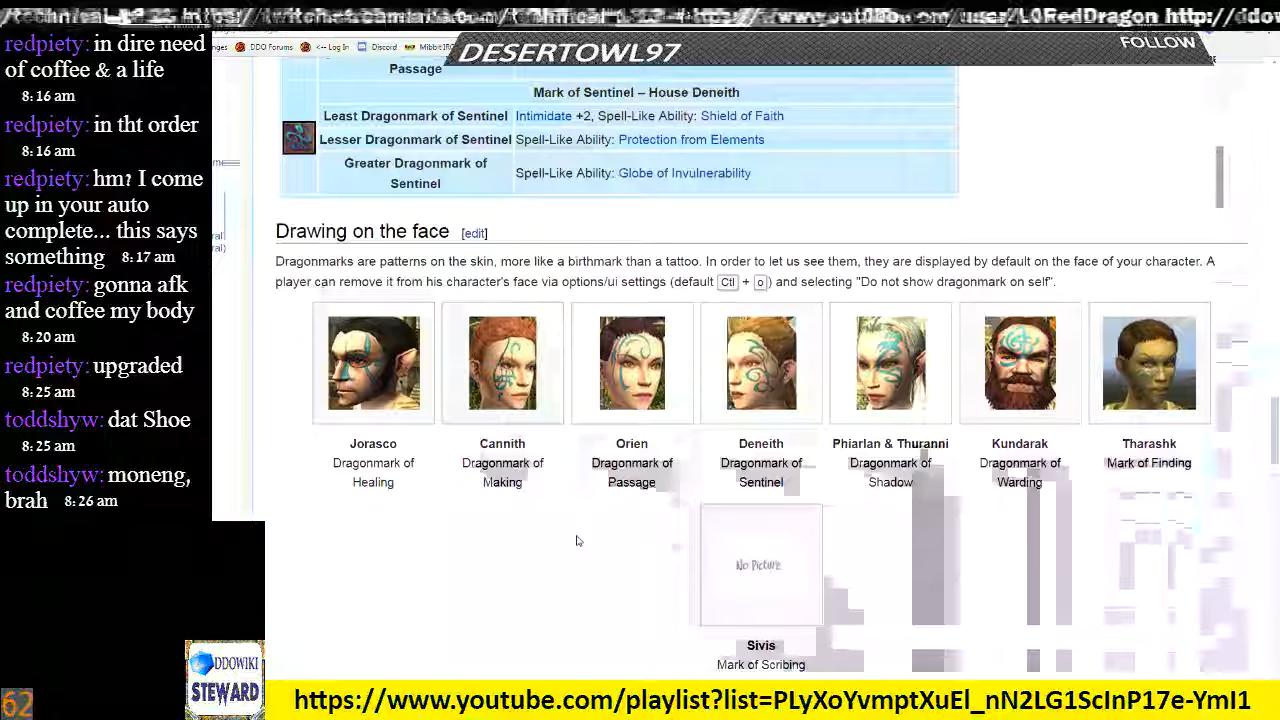 DESERTOWL97
FOLLOW
DDO Forums <-- Log In Discord
redpiety: in dire need
of coffee & a life
8:16 am
redpiety: in tht order
8:16 am
redpiety: hm? I come
up in your auto
complete... this says
something 8:17 am
redpiety: gonna afk
and coffee my body
8:20 am
redpiety: upgraded
8:25 am
toddshyw: dat Shoe
8:25 am
toddshyw: moneng,
brah 8:26 am
Passage
Mark of Sentinel – House Deneith
Least Dragonmark of Sentinel Intimidate +2, Spell-Like Ability: Shield of Faith
Lesser Dragonmark of Sentinel Spell-Like Ability: Protection from Elements
Greater Dragonmark of
Sentinel
Spell-Like Ability: Globe of Invulnerability
Drawing on the face [edit]
Dragonmarks are patterns on the skin, more like a birthmark than a tattoo. In order to let us see them, they are displayed by default on the face of your character. A
player can remove it from his character's face via options/ui settings (default Ctl + o) and selecting "Do not show dragonmark on self".
Jorasco Cannith Orien Deneith Phiarlan & Thuranni Kundarak Tharashk
Dragonmark of Dragonmark of Dragonmark of Dragonmark of Dragonmark of Dragonmark of Mark of Finding
Healing Making Passage Sentinel Shadow Warding
No Picture
Sivis
Mark of Scribing
DDOWIKI
STEWARD
62
https://www.youtube.com/playlist?list=PLyXoYvmptXuEl_nN2LG1ScInP17e-YmI1